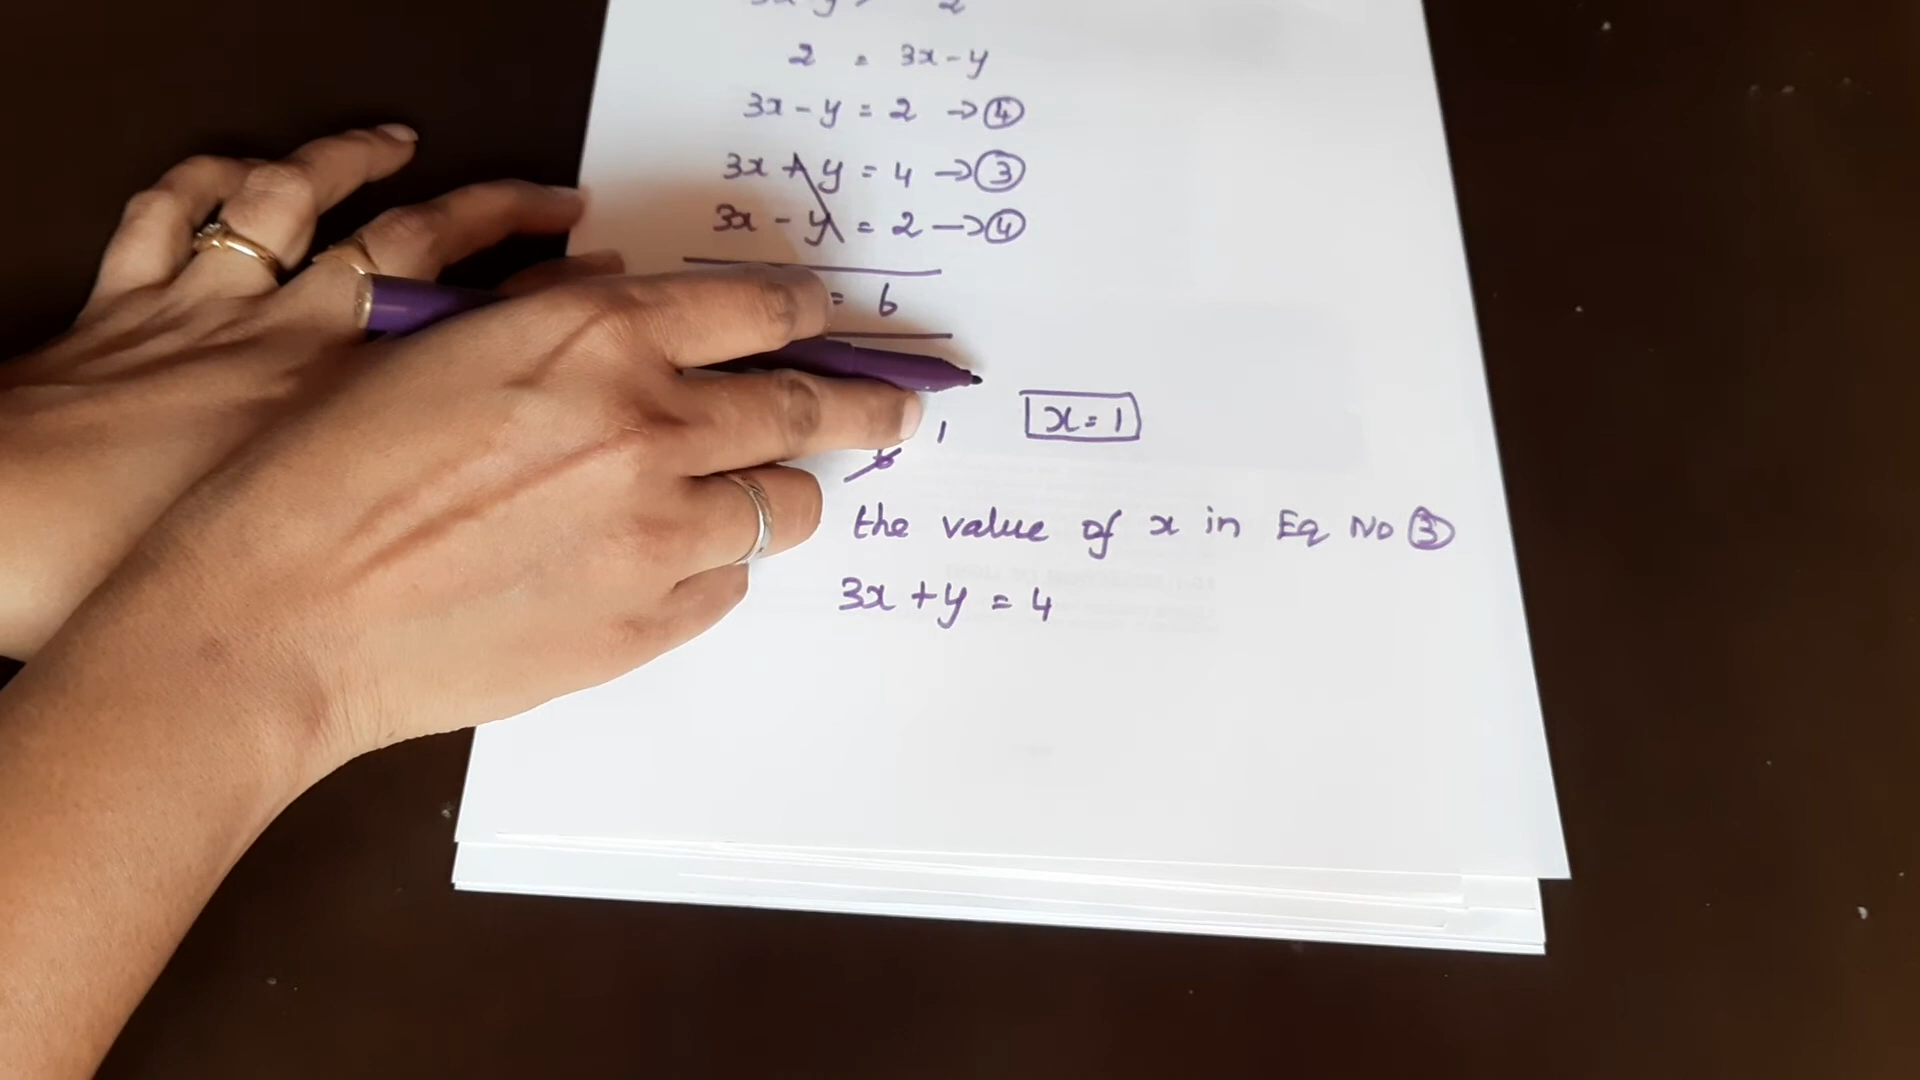 2 = 3x - y
3x - y = 2 → ④
3x + y = 4 → ③
3x - y = 2 → ④
= 6
1
6
x = 1
the value of x in Eq No ③
3x + y = 4